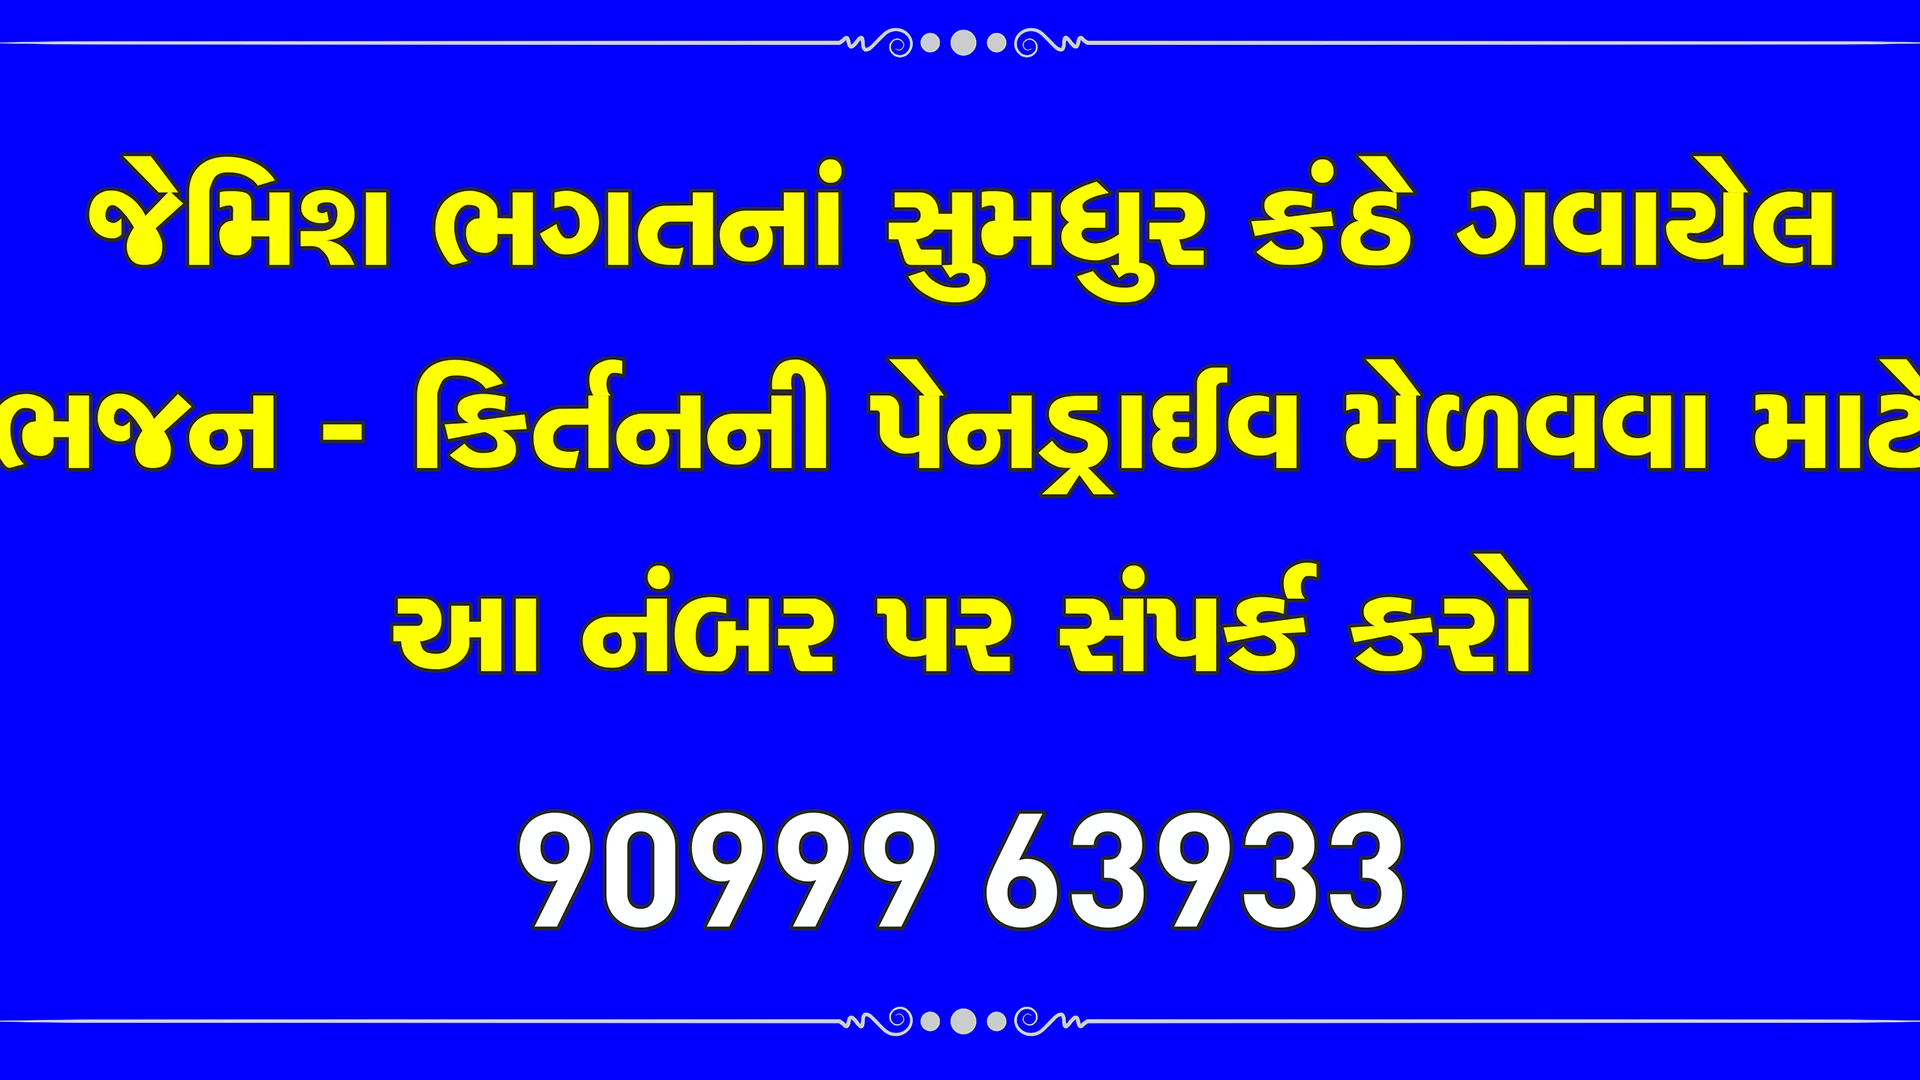 જેમિશ ભગતનાં સુમધુર કંઠે ગવાયેલ
ભજન - કિર્તનની પેનડ્રાઈવ મેળવવા માટે
આ નંબર પર સંપર્ક કરો
90999 63933